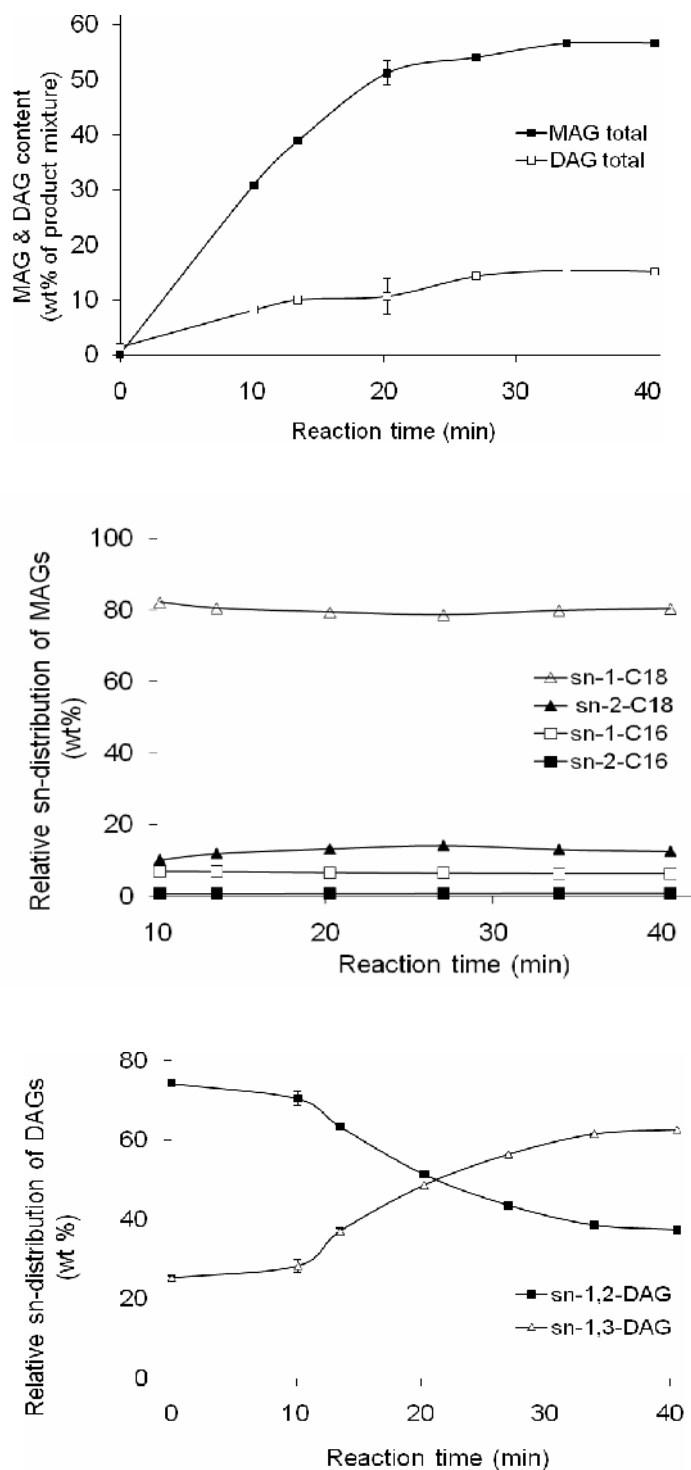 MAG & DAG content
(wt% of product mixture)
60
50
40
30
20
10
0
MAG total
DAG total
0 10 20 30 40
Reaction time (min)
Relative sn-distribution of MAGs
(wt%)
100
80
60
40
20
0
sn-1-C18
sn-2-C18
sn-1-C16
sn-2-C16
10 20 30 40
Reaction time (min)
Relative sn-distribution of DAGs
(wt %)
80
60
40
20
0
sn-1,2-DAG
sn-1,3-DAG
0 10 20 30 40
Reaction time (min)